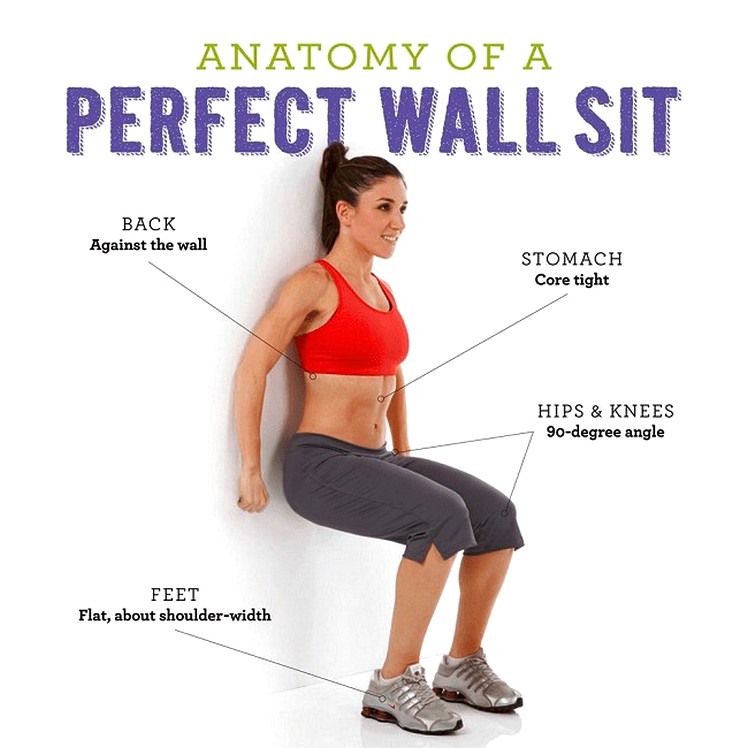 ANATOMY OF A
PERFECT WALL SIT
BACK
Against the wall
STOMACH
Core tight
HIPS & KNEES
90-degree angle
FEET
Flat, about shoulder-width